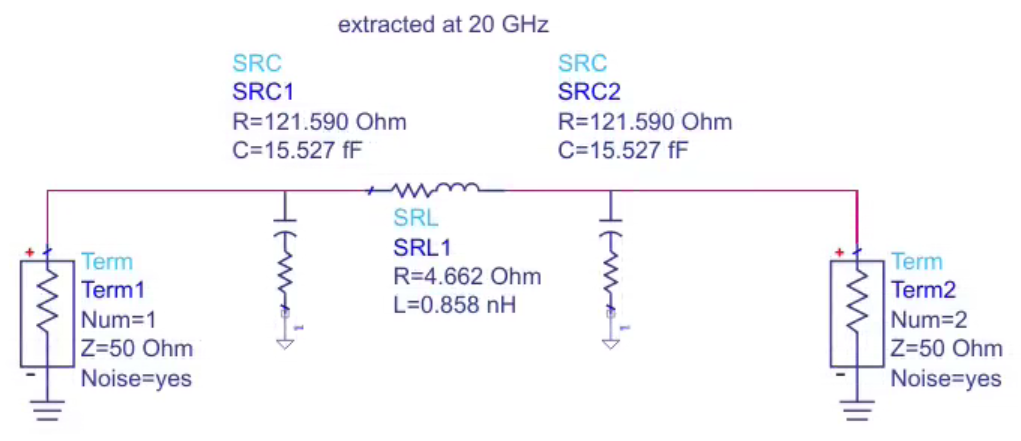 extracted at 20 GHz
SRC
SRC1
R=121.590 Ohm
C=15.527 fF
SRC
SRC2
R=121.590 Ohm
C=15.527 fF
SRL
SRL1
R=4.662 Ohm
L=0.858 nH
+
Term
Term1
Num=1
Z=50 Ohm
Noise=yes
-
+
Term
Term2
Num=2
Z=50 Ohm
Noise=yes
-